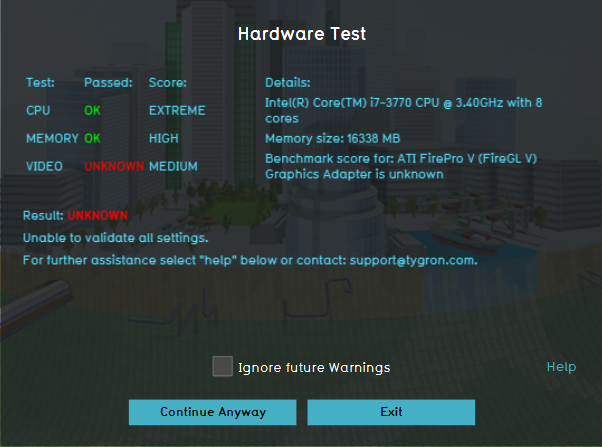 Hardware Test
Test: Passed: Score: Details:
CPU OK EXTREME Intel(R) Core(TM) i7-3770 CPU @ 3.40GHz with 8
cores
MEMORY OK HIGH Memory size: 16338 MB
VIDEO UNKNOWN MEDIUM Benchmark score for: ATI FirePro V (FireGL V)
Graphics Adapter is unknown
Result: UNKNOWN
Unable to validate all settings.
For further assistance select "help" below or contact: support@tygron.com.
Ignore future Warnings
Help
Continue Anyway
Exit